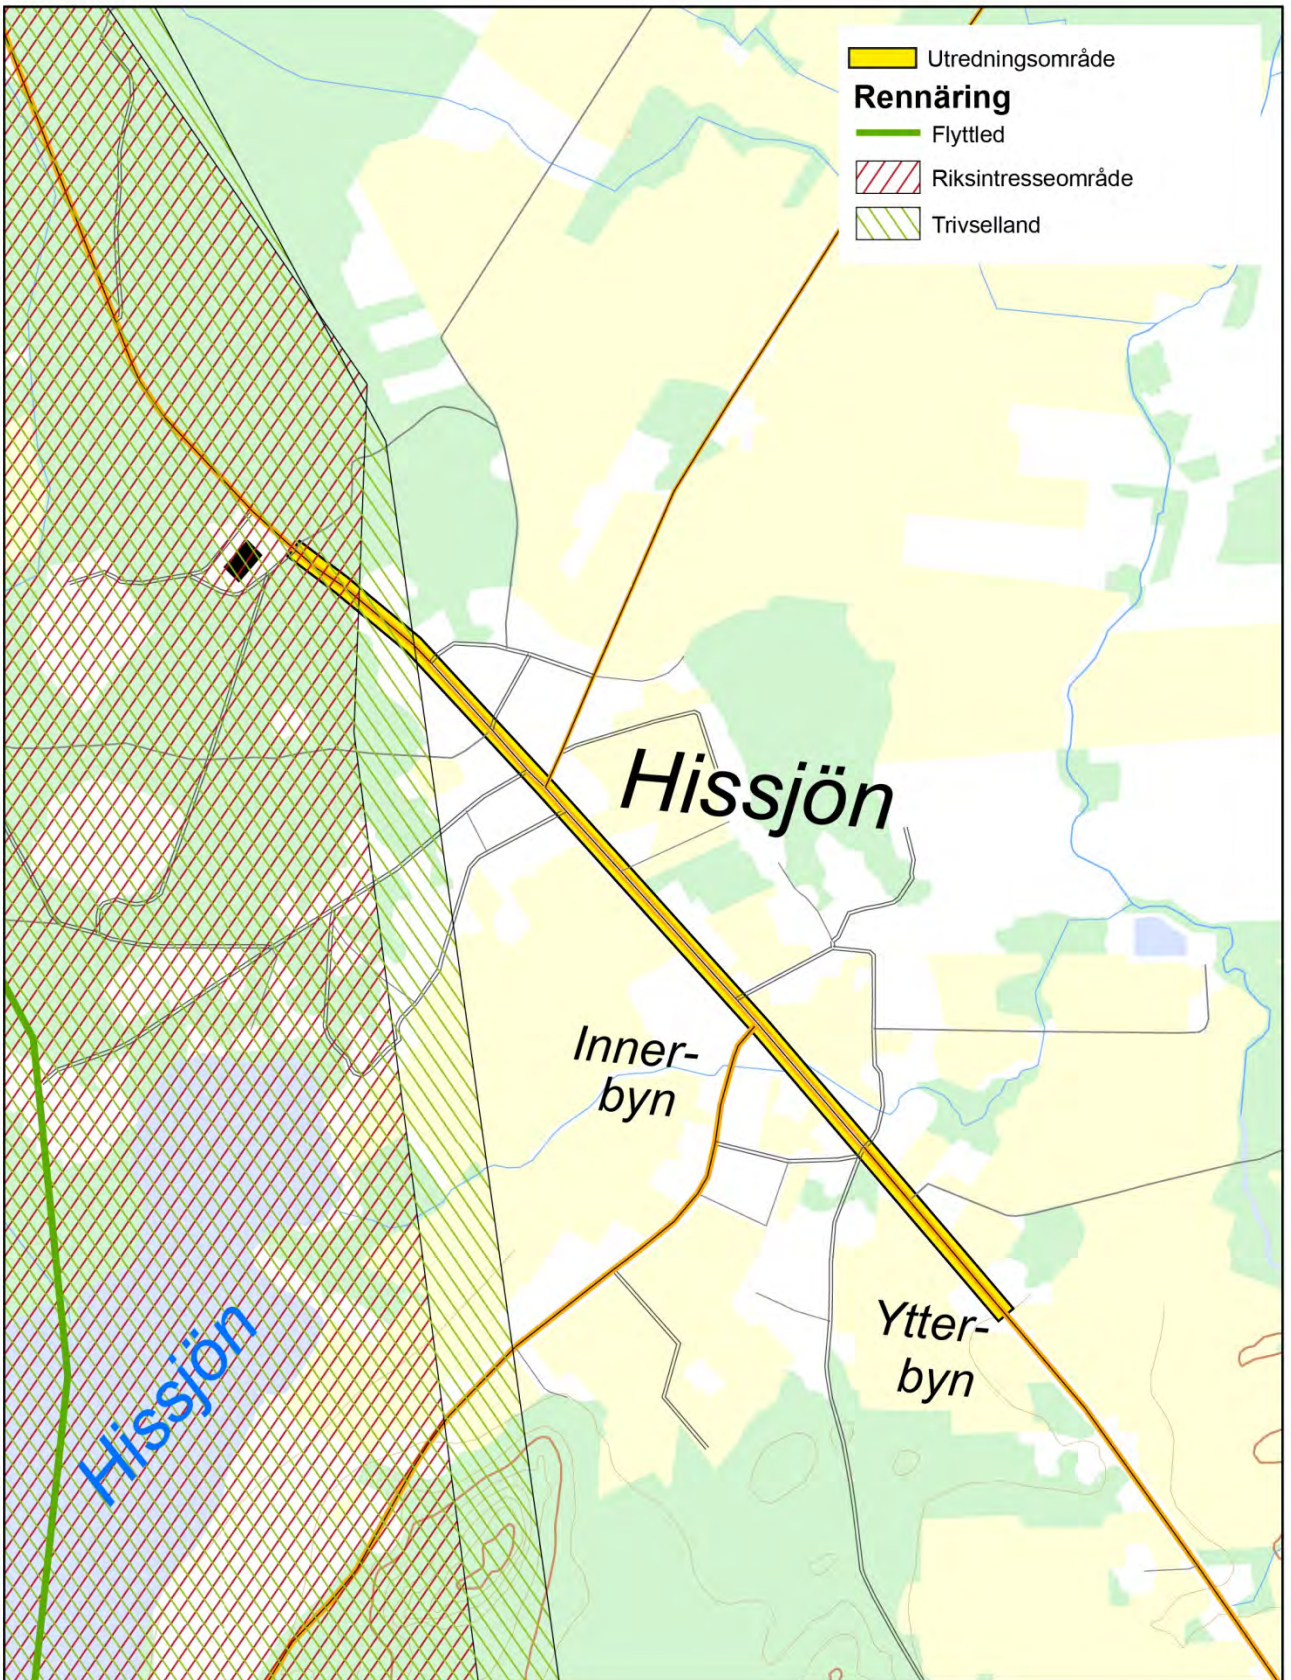 Utredningsområde
Rennäring
Flyttled
Riksintresseområde
Trivselland
Hissjön
Inner-
byn
Ytter-
byn
Hissjön